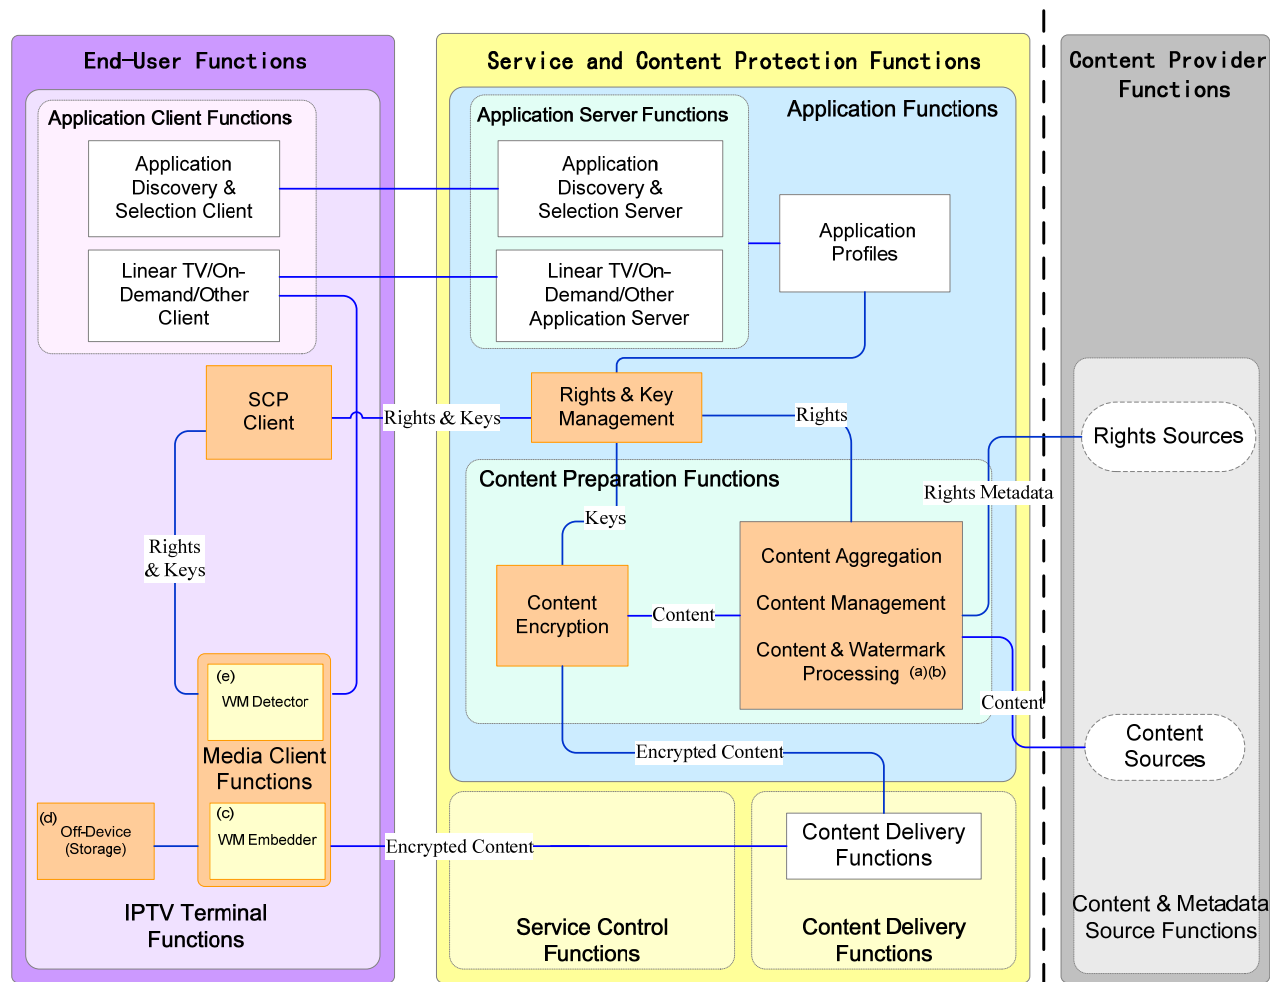 End-User Functions
Application Client Functions
Application
Discovery &
Selection Client
Linear TV/On-
Demand/Other
Client
SCP
Client
Rights
& Keys
(e)
WM Detector
Media Client
Functions
(c)
WM Embedder
(d)
Off-Device
(Storage)
IPTV Terminal
Functions
Rights & Keys
Encrypted Content
Service and Content Protection Functions
Application Functions
Application Server Functions
Application
Discovery &
Selection Server
Linear TV/On-
Demand/Other
Application Server
Application
Profiles
Rights & Key
Management
Rights
Content Preparation Functions
Keys
Content
Encryption
Content
Content Aggregation
Content Management
Content & Watermark
Processing (a)(b)
Rights Metadata
Content
Encrypted Content
Content Delivery
Functions
Service Control
Functions
Content Delivery
Functions
Content Provider
Functions
Rights Sources
Content
Sources
Content & Metadata
Source Functions